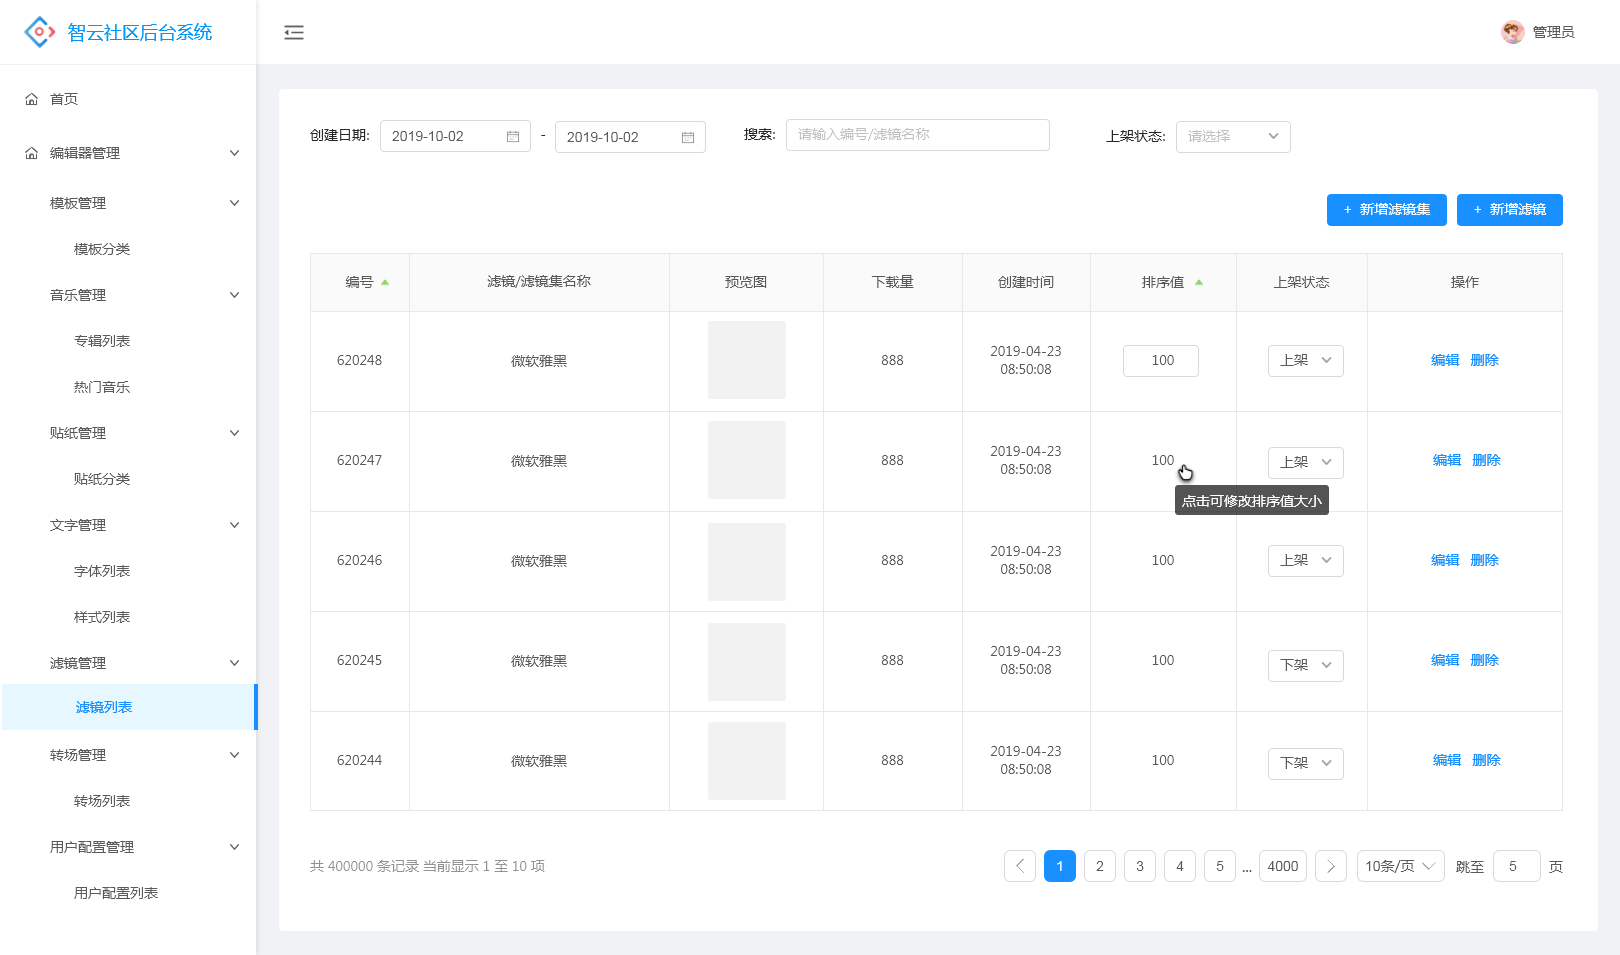 智云社区后台系统
管理员
首页
编辑器管理
模板管理
模板分类
音乐管理
专辑列表
热门音乐
贴纸管理
贴纸分类
文字管理
字体列表
样式列表
滤镜管理
滤镜列表
转场管理
转场列表
用户配置管理
用户配置列表
创建日期: 2019-10-02 - 2019-10-02 搜索: 请输入编号/滤镜名称 上架状态: 请选择
+ 新增滤镜集 + 新增滤镜
编号 滤镜/滤镜集名称 预览图 下载量 创建时间 排序值 上架状态 操作
620248 微软雅黑 888 2019-04-23 08:50:08 100 上架 编辑 删除
620247 微软雅黑 888 2019-04-23 08:50:08 100 上架 编辑 删除
点击可修改排序值大小
620246 微软雅黑 888 2019-04-23 08:50:08 100 上架 编辑 删除
620245 微软雅黑 888 2019-04-23 08:50:08 100 下架 编辑 删除
620244 微软雅黑 888 2019-04-23 08:50:08 100 下架 编辑 删除
共 400000 条记录 当前显示 1 至 10 项 1 2 3 4 5 ... 4000 10条/页 跳至 5 页